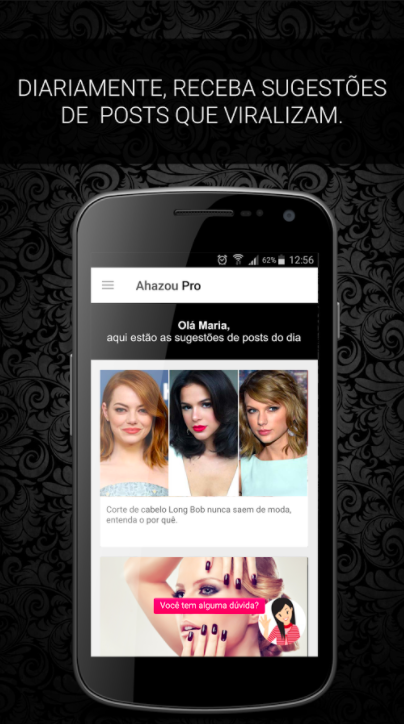 DIARIAMENTE, RECEBA SUGESTÕES
DE POSTS QUE VIRALIZAM.
62% 12:56
Ahazou Pro
Olá Maria,
aqui estão as sugestões de posts do dia
Corte de cabelo Long Bob nunca saem de moda,
entenda o por quê.
Você tem alguma dúvida?